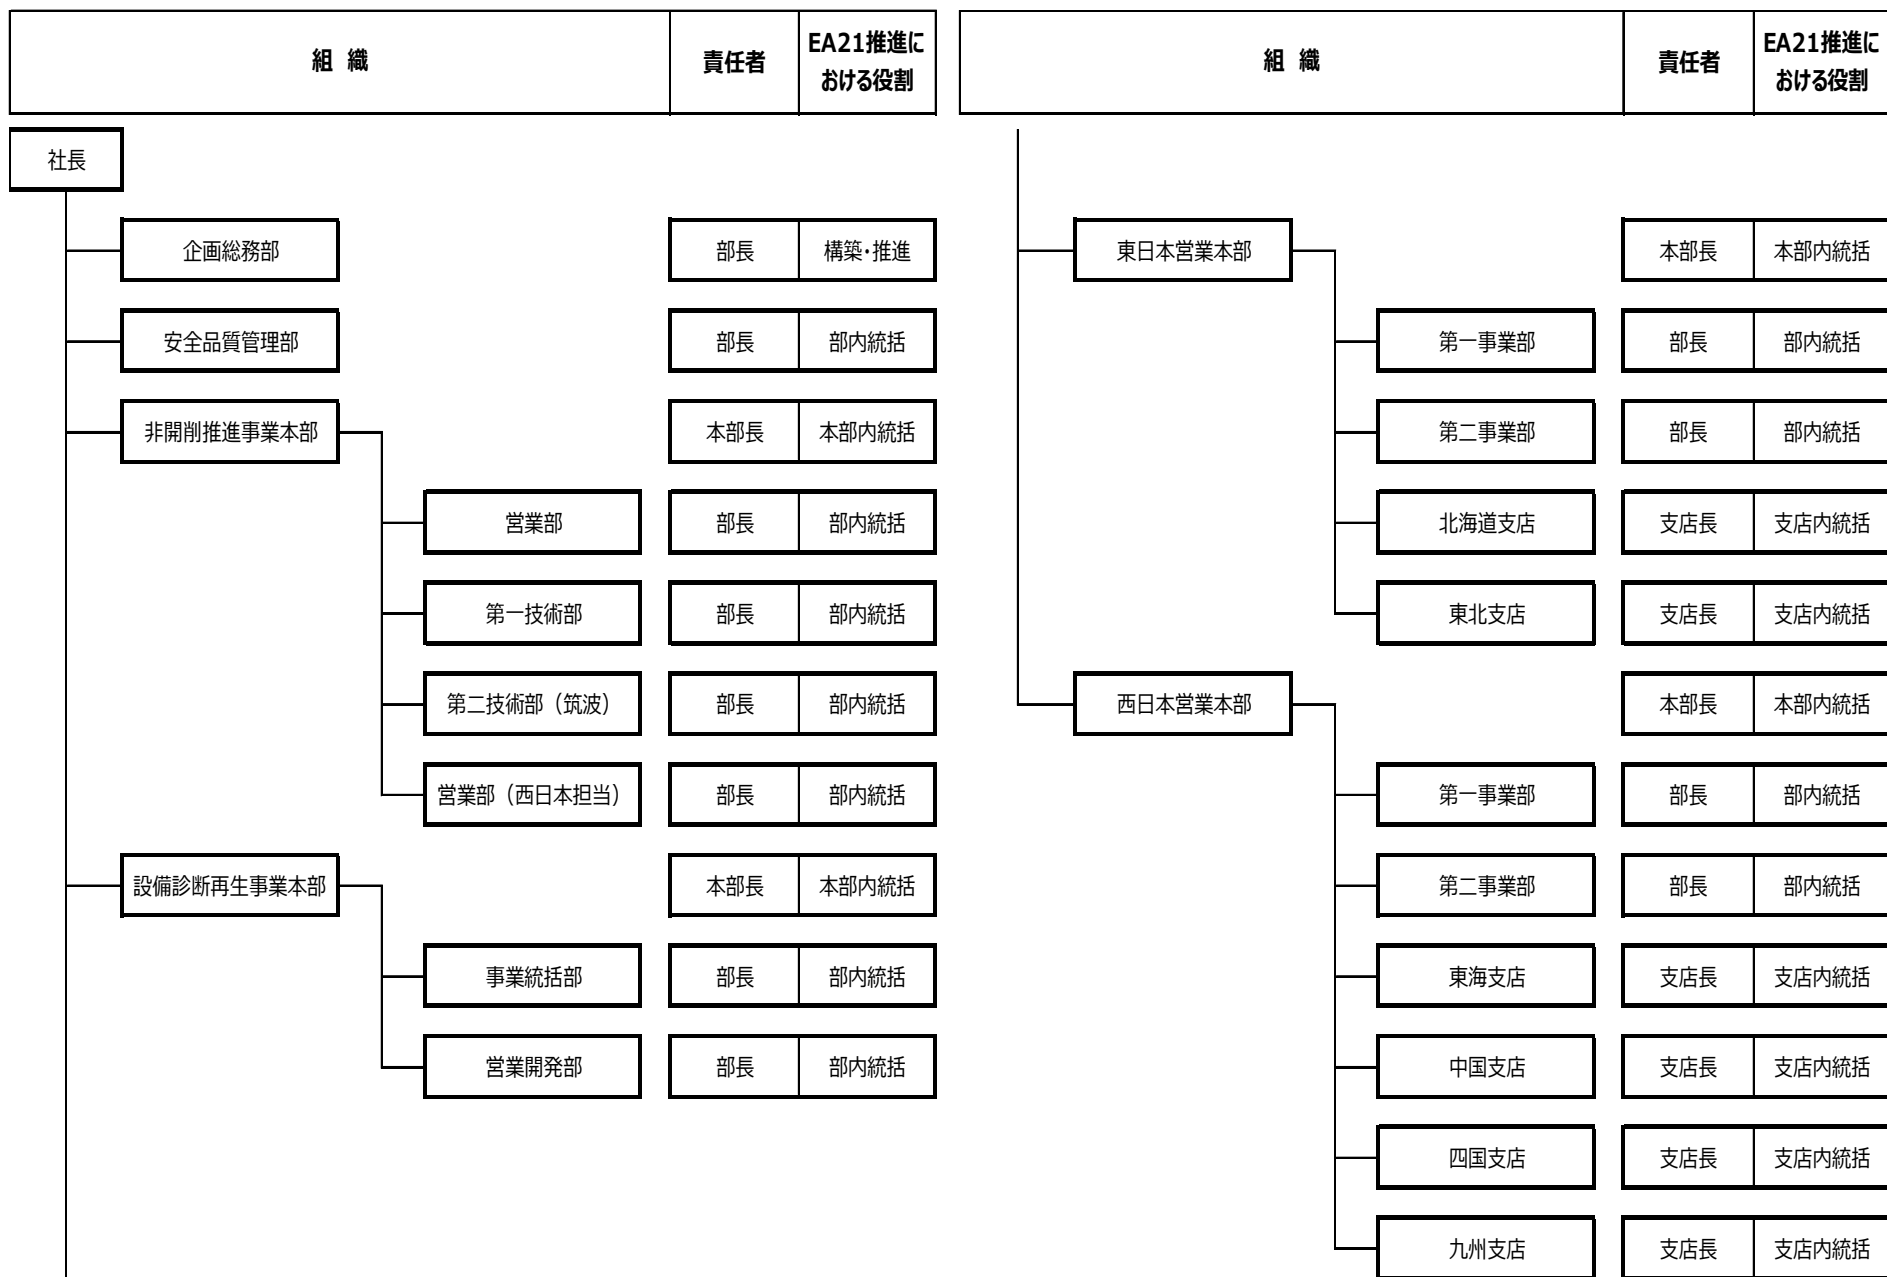 組 織
責任者
EA21推進に
おける役割
社長
企画総務部
部長
構築・推進
安全品質管理部
部長
部内統括
非開削推進事業本部
本部長
本部内統括
営業部
部長
部内統括
第一技術部
部長
部内統括
第二技術部（筑波）
部長
部内統括
営業部（西日本担当）
部長
部内統括
設備診断再生事業本部
本部長
本部内統括
事業統括部
部長
部内統括
営業開発部
部長
部内統括
組 織
責任者
EA21推進に
おける役割
東日本営業本部
本部長
本部内統括
第一事業部
部長
部内統括
第二事業部
部長
部内統括
北海道支店
支店長
支店内統括
東北支店
支店長
支店内統括
西日本営業本部
本部長
本部内統括
第一事業部
部長
部内統括
第二事業部
部長
部内統括
東海支店
支店長
支店内統括
中国支店
支店長
支店内統括
四国支店
支店長
支店内統括
九州支店
支店長
支店内統括